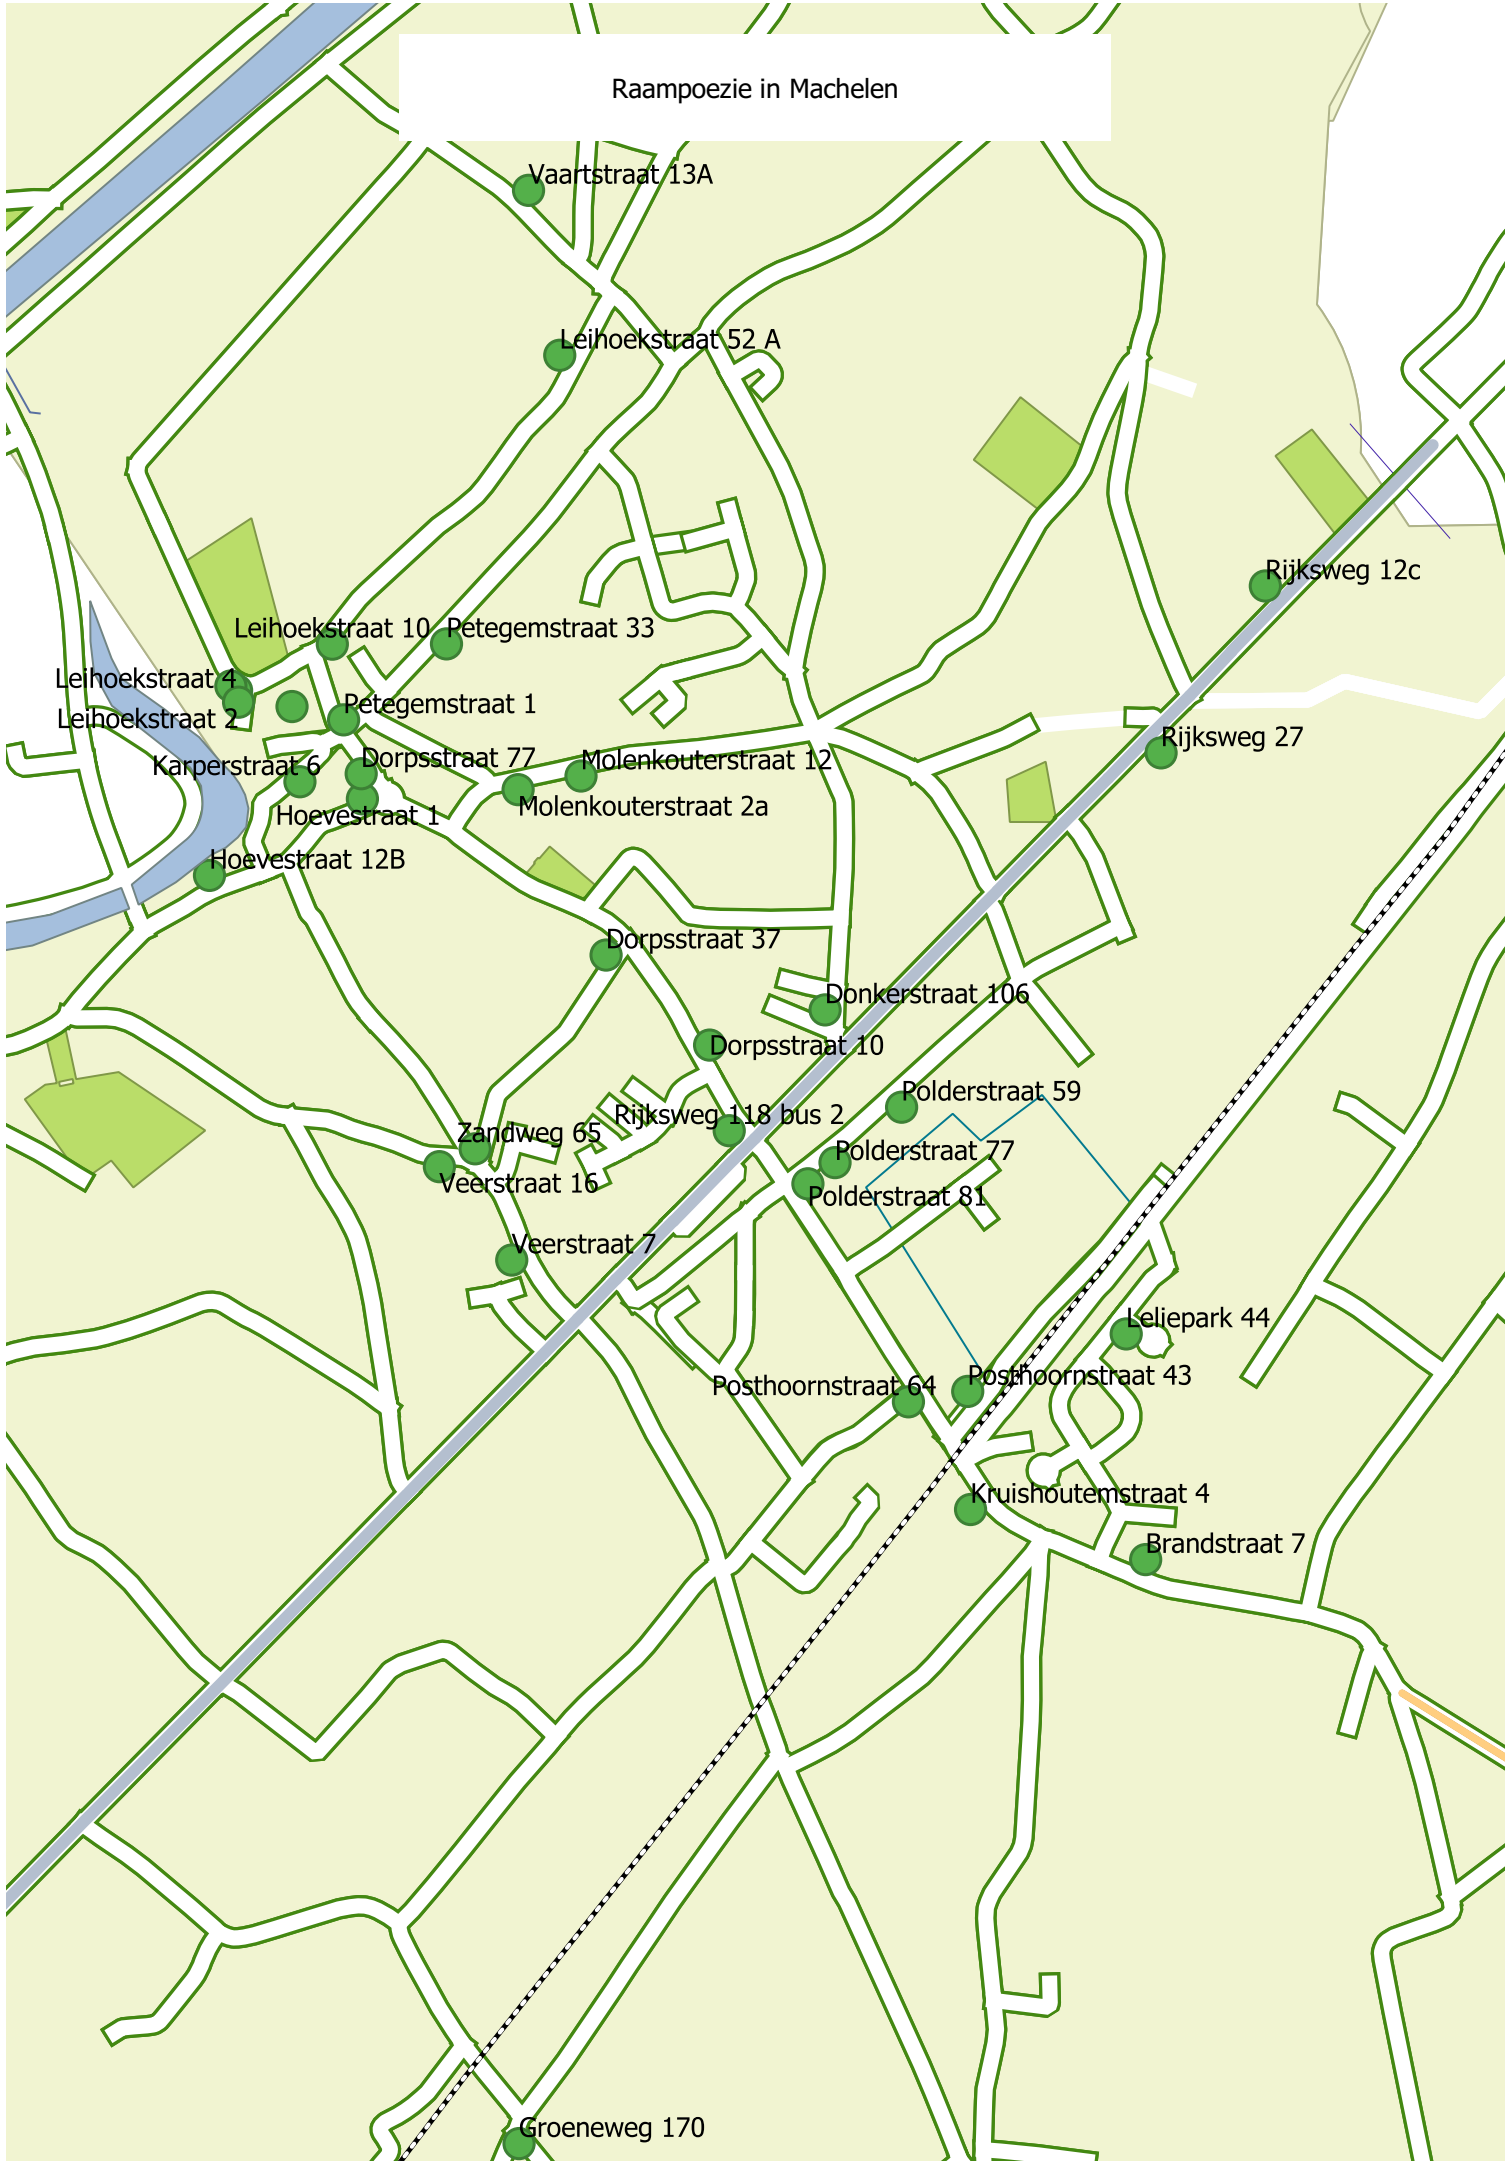 Raampoezie in Machelen
Vaartstraat 13A
Leihoekstraat 52 A
Rijksweg 12c
Leihoekstraat 10
Petegemstraat 33
Leihoekstraat 4
Petegemstraat 1
Leihoekstraat 2
Rijksweg 27
Dorpsstraat 77
Molenkouterstraat 12
Karperstraat 6
Molenkouterstraat 2a
Hoevestraat 1
Hoevestraat 12B
Dorpsstraat 37
Donkerstraat 106
Dorpsstraat 10
Polderstraat 59
Rijksweg 118 bus 2
Zandweg 65
Polderstraat 77
Veerstraat 16
Polderstraat 81
Veerstraat 7
Leliepark 44
Posthoornstraat 43
Posthoornstraat 64
Kruishoutemstraat 4
Brandstraat 7
Groeneweg 170